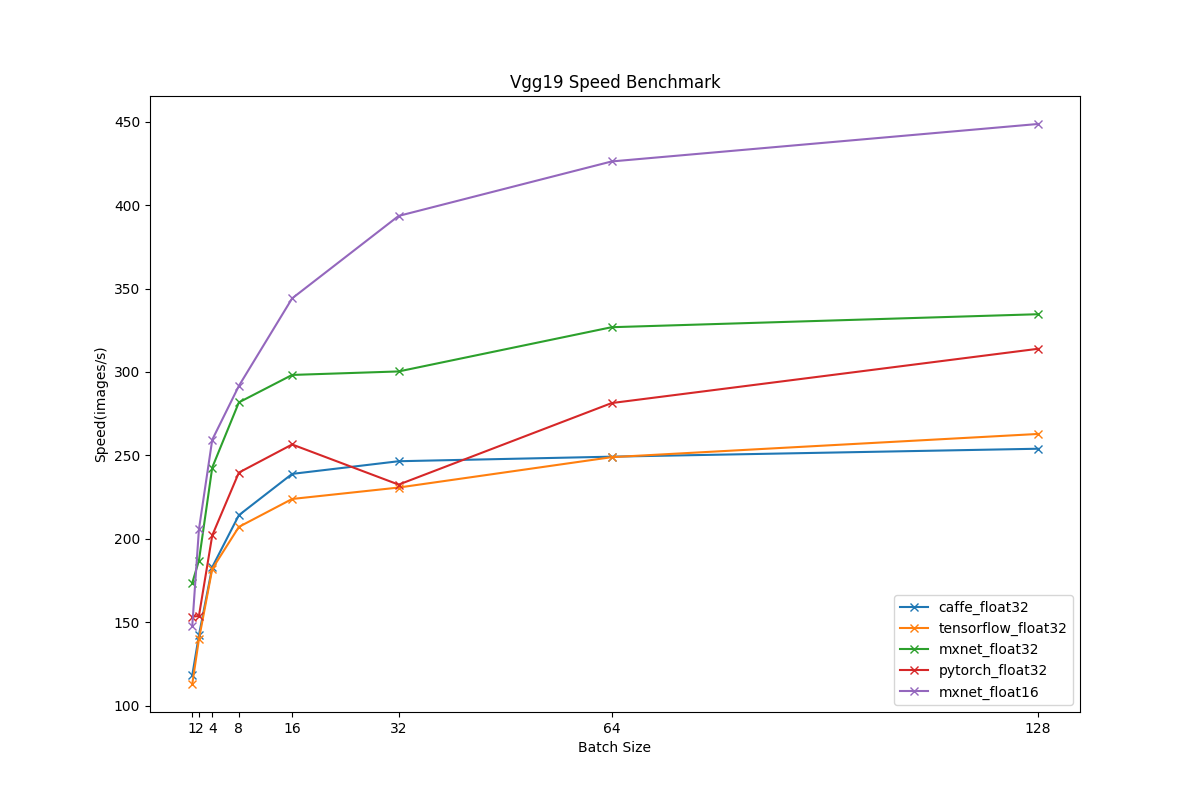 Vgg19 Speed Benchmark
Speed(images/s)
450
400
350
300
250
200
150
100
1 2 4 8 16 32 64 128
Batch Size
caffe_float32
tensorflow_float32
mxnet_float32
pytorch_float32
mxnet_float16